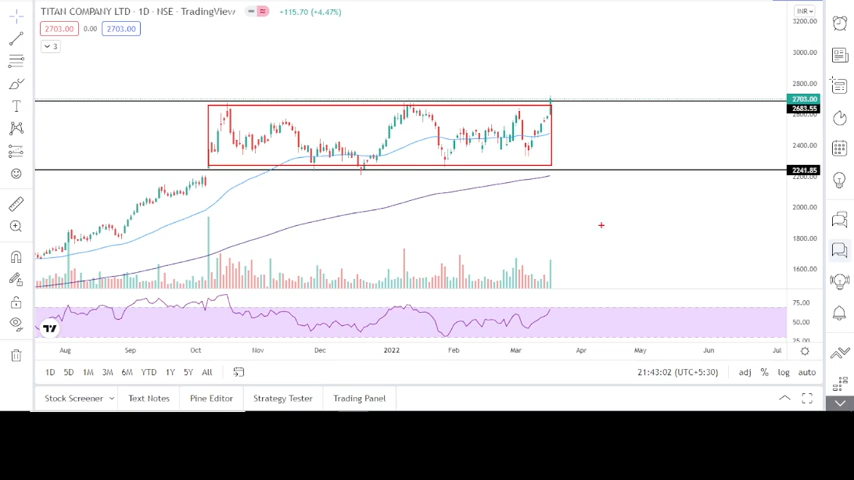 TITAN COMPANY LTD · 1D · NSE · TradingView
+115.70 (+4.47%)
INR
2703.00 0.00 2703.00
3
3200.00
3000.00
2800.00
2703.00
2683.55
2600.00
2400.00
2241.85
2200.00
2000.00
1800.00
1600.00
75.00
50.00
25.00
Aug Sep Oct Nov Dec 2022 Feb Mar Apr May Jun Jul
1D 5D 1M 3M 6M YTD 1Y 5Y All
21:43:02 (UTC+5:30) adj % log auto
Stock Screener Text Notes Pine Editor Strategy Tester Trading Panel